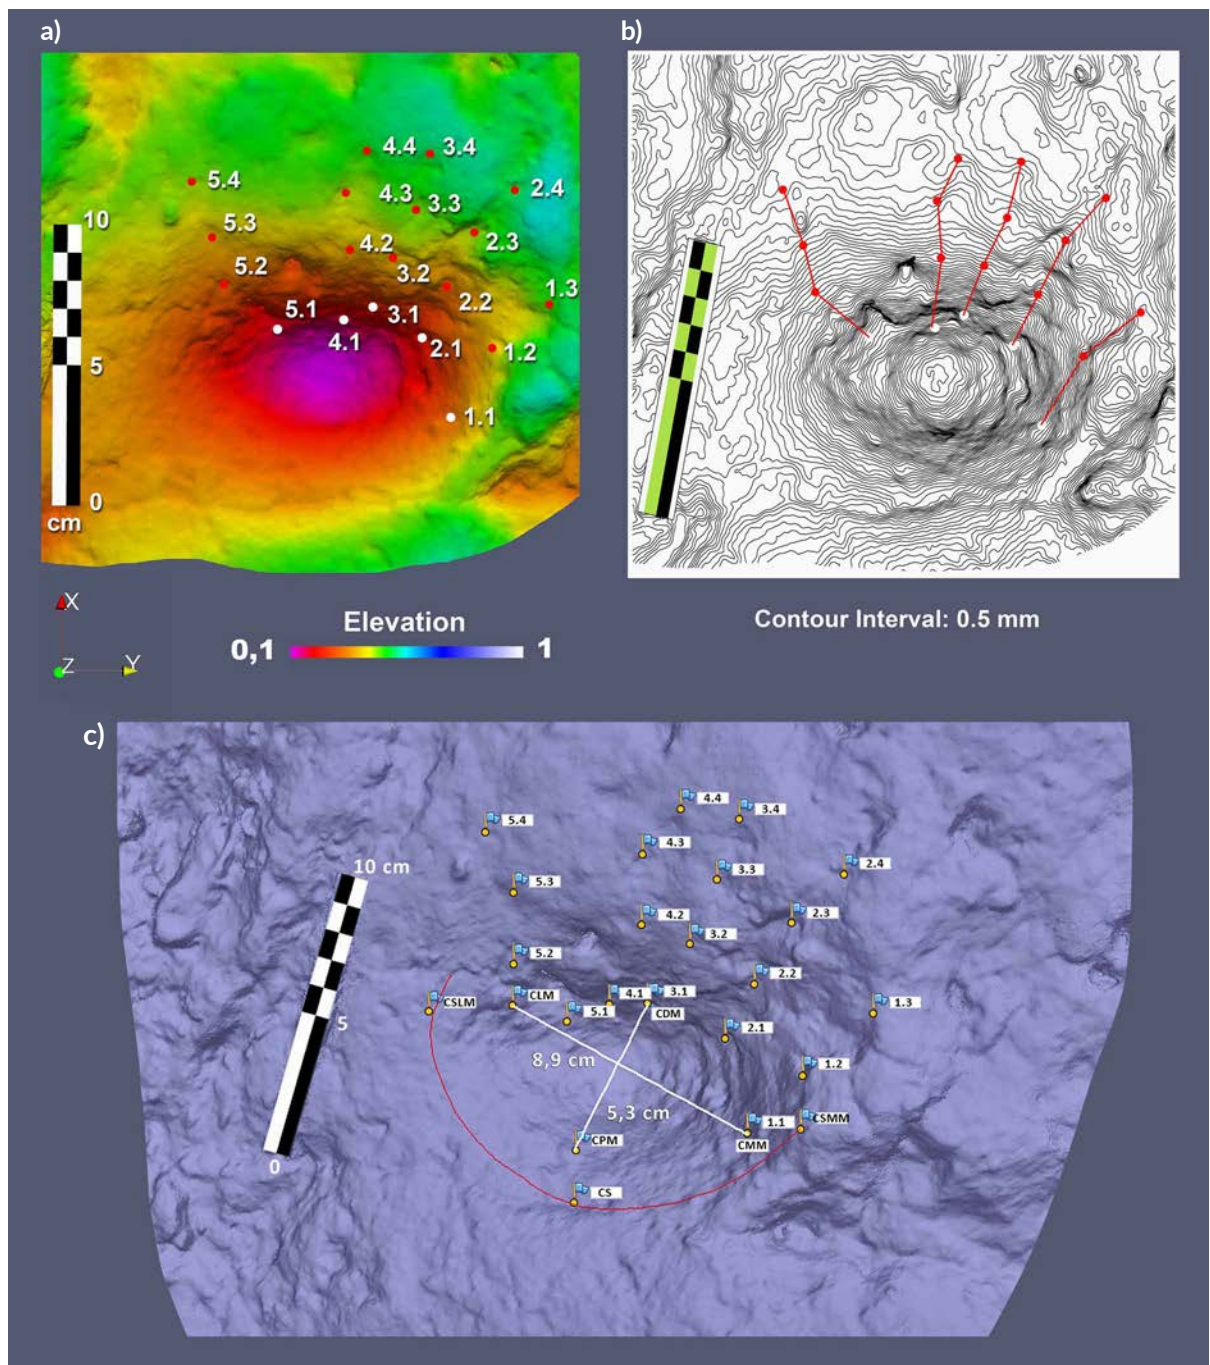 a)
4.4
3.4
5.4
4.3
3.3
2.4
10
5.3
4.2
2.3
5.2
3.2
2.2
1.3
5.1
3.1
4.1
2.1
1.2
5
1.1
0
cm
X
Z
Y
Elevation
0,1
1
b)
Contour Interval: 0.5 mm
c)
4.4
3.4
5.4
4.3
3.3
2.4
10 cm
5.3
4.2
2.3
3.2
5.2
2.2
CSLM
CLM
4.1
3.1
1.3
5.1
CDM
5
2.1
8,9 cm
1.2
5,3 cm
1.1
CSMM
CPM
CMM
0
CS